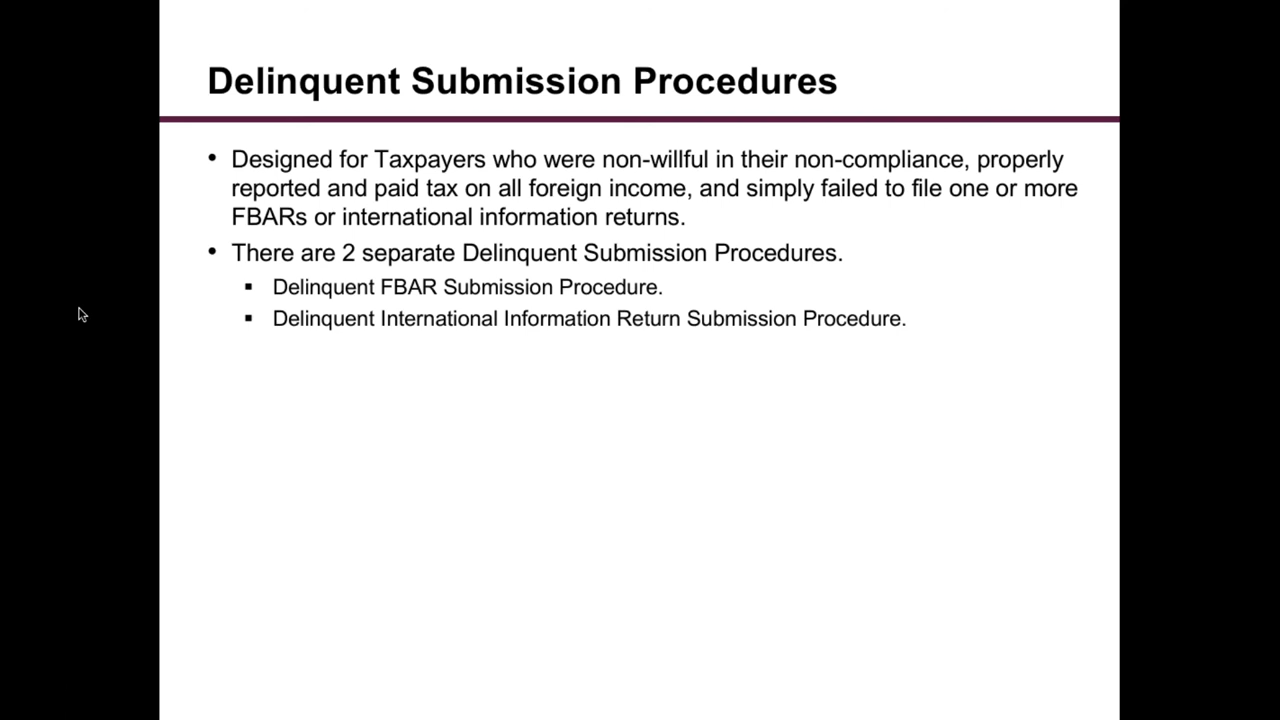 Delinquent Submission Procedures
• Designed for Taxpayers who were non-willful in their non-compliance, properly
reported and paid tax on all foreign income, and simply failed to file one or more
FBARs or international information returns.
• There are 2 separate Delinquent Submission Procedures.
▪ Delinquent FBAR Submission Procedure.
▪ Delinquent International Information Return Submission Procedure.